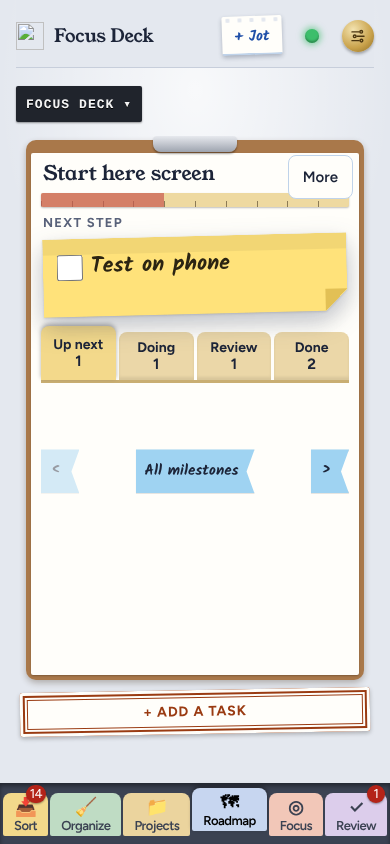 Focus Deck
+ Jot
FOCUS DECK ▾
Start here screen
More
NEXT STEP
Test on phone
Up next
1
Doing
1
Review
1
Done
2
<
All milestones
>
+ ADD A TASK
14
Sort
Organize
Projects
Roadmap
Focus
1
Review